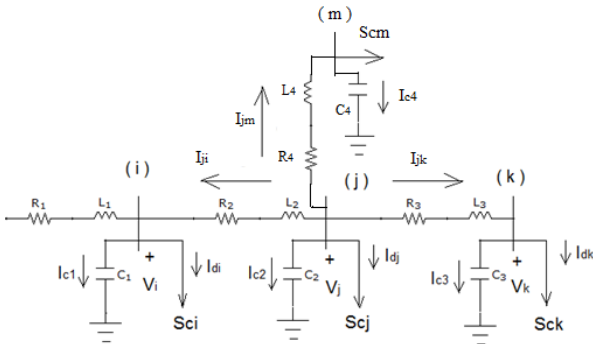 ( m )
Scm
L4
C4
Ic4
Ijm
R4
Iji
Ijk
( i )
( j )
( k )
R1
L1
R2
L2
R3
L3
Ic1
C1
+
Vi
Idi
Ic2
C2
+
Vj
Idj
Ic3
C3
+
Vk
Idk
Sci
Scj
Sck